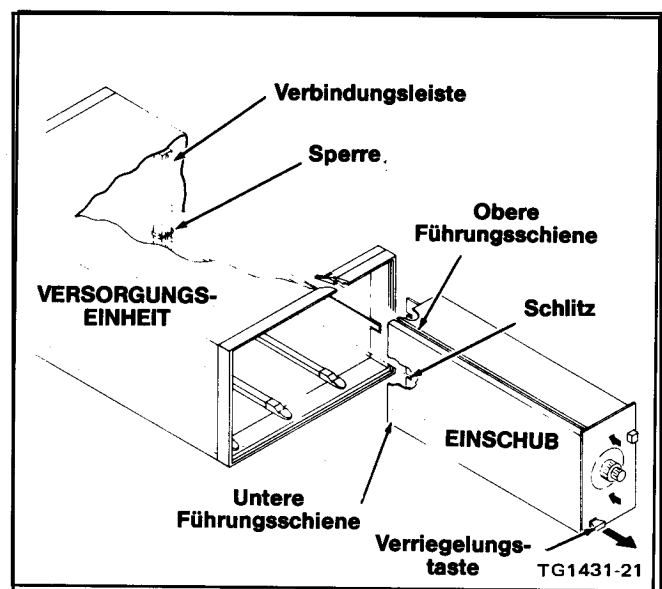 Verbindungsleiste
Sperre
Obere
Führungsschiene
VERSORGUNGS-
EINHEIT
Schlitz
EINSCHUB
Untere
Führungsschiene
Verriegelungs-
taste
TG1431-21